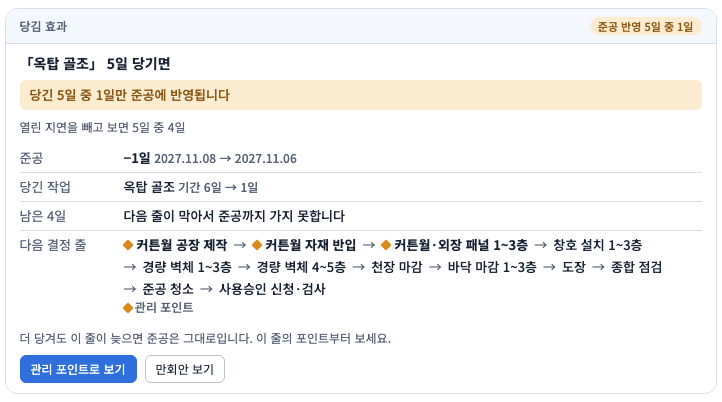 당김 효과
준공 반영 5일 중 1일
「옥탑 골조」 5일 당기면
당긴 5일 중 1일만 준공에 반영됩니다
열린 지연을 빼고 보면 5일 중 4일
준공 −1일 2027.11.08 → 2027.11.06
당긴 작업 옥탑 골조 기간 6일 → 1일
남은 4일 다음 줄이 막아서 준공까지 가지 못합니다
다음 결정 줄 ◆ 커튼월 공장 제작 → ◆ 커튼월 자재 반입 → ◆ 커튼월·외장 패널 1~3층 → 창호 설치 1~3층
→ 경량 벽체 1~3층 → 경량 벽체 4~5층 → 천장 마감 → 바닥 마감 1~3층 → 도장 → 종합 점검
→ 준공 청소 → 사용승인 신청·검사
◆관리 포인트
더 당겨도 이 줄이 늦으면 준공은 그대로입니다. 이 줄의 포인트부터 보세요.
관리 포인트로 보기
만회안 보기